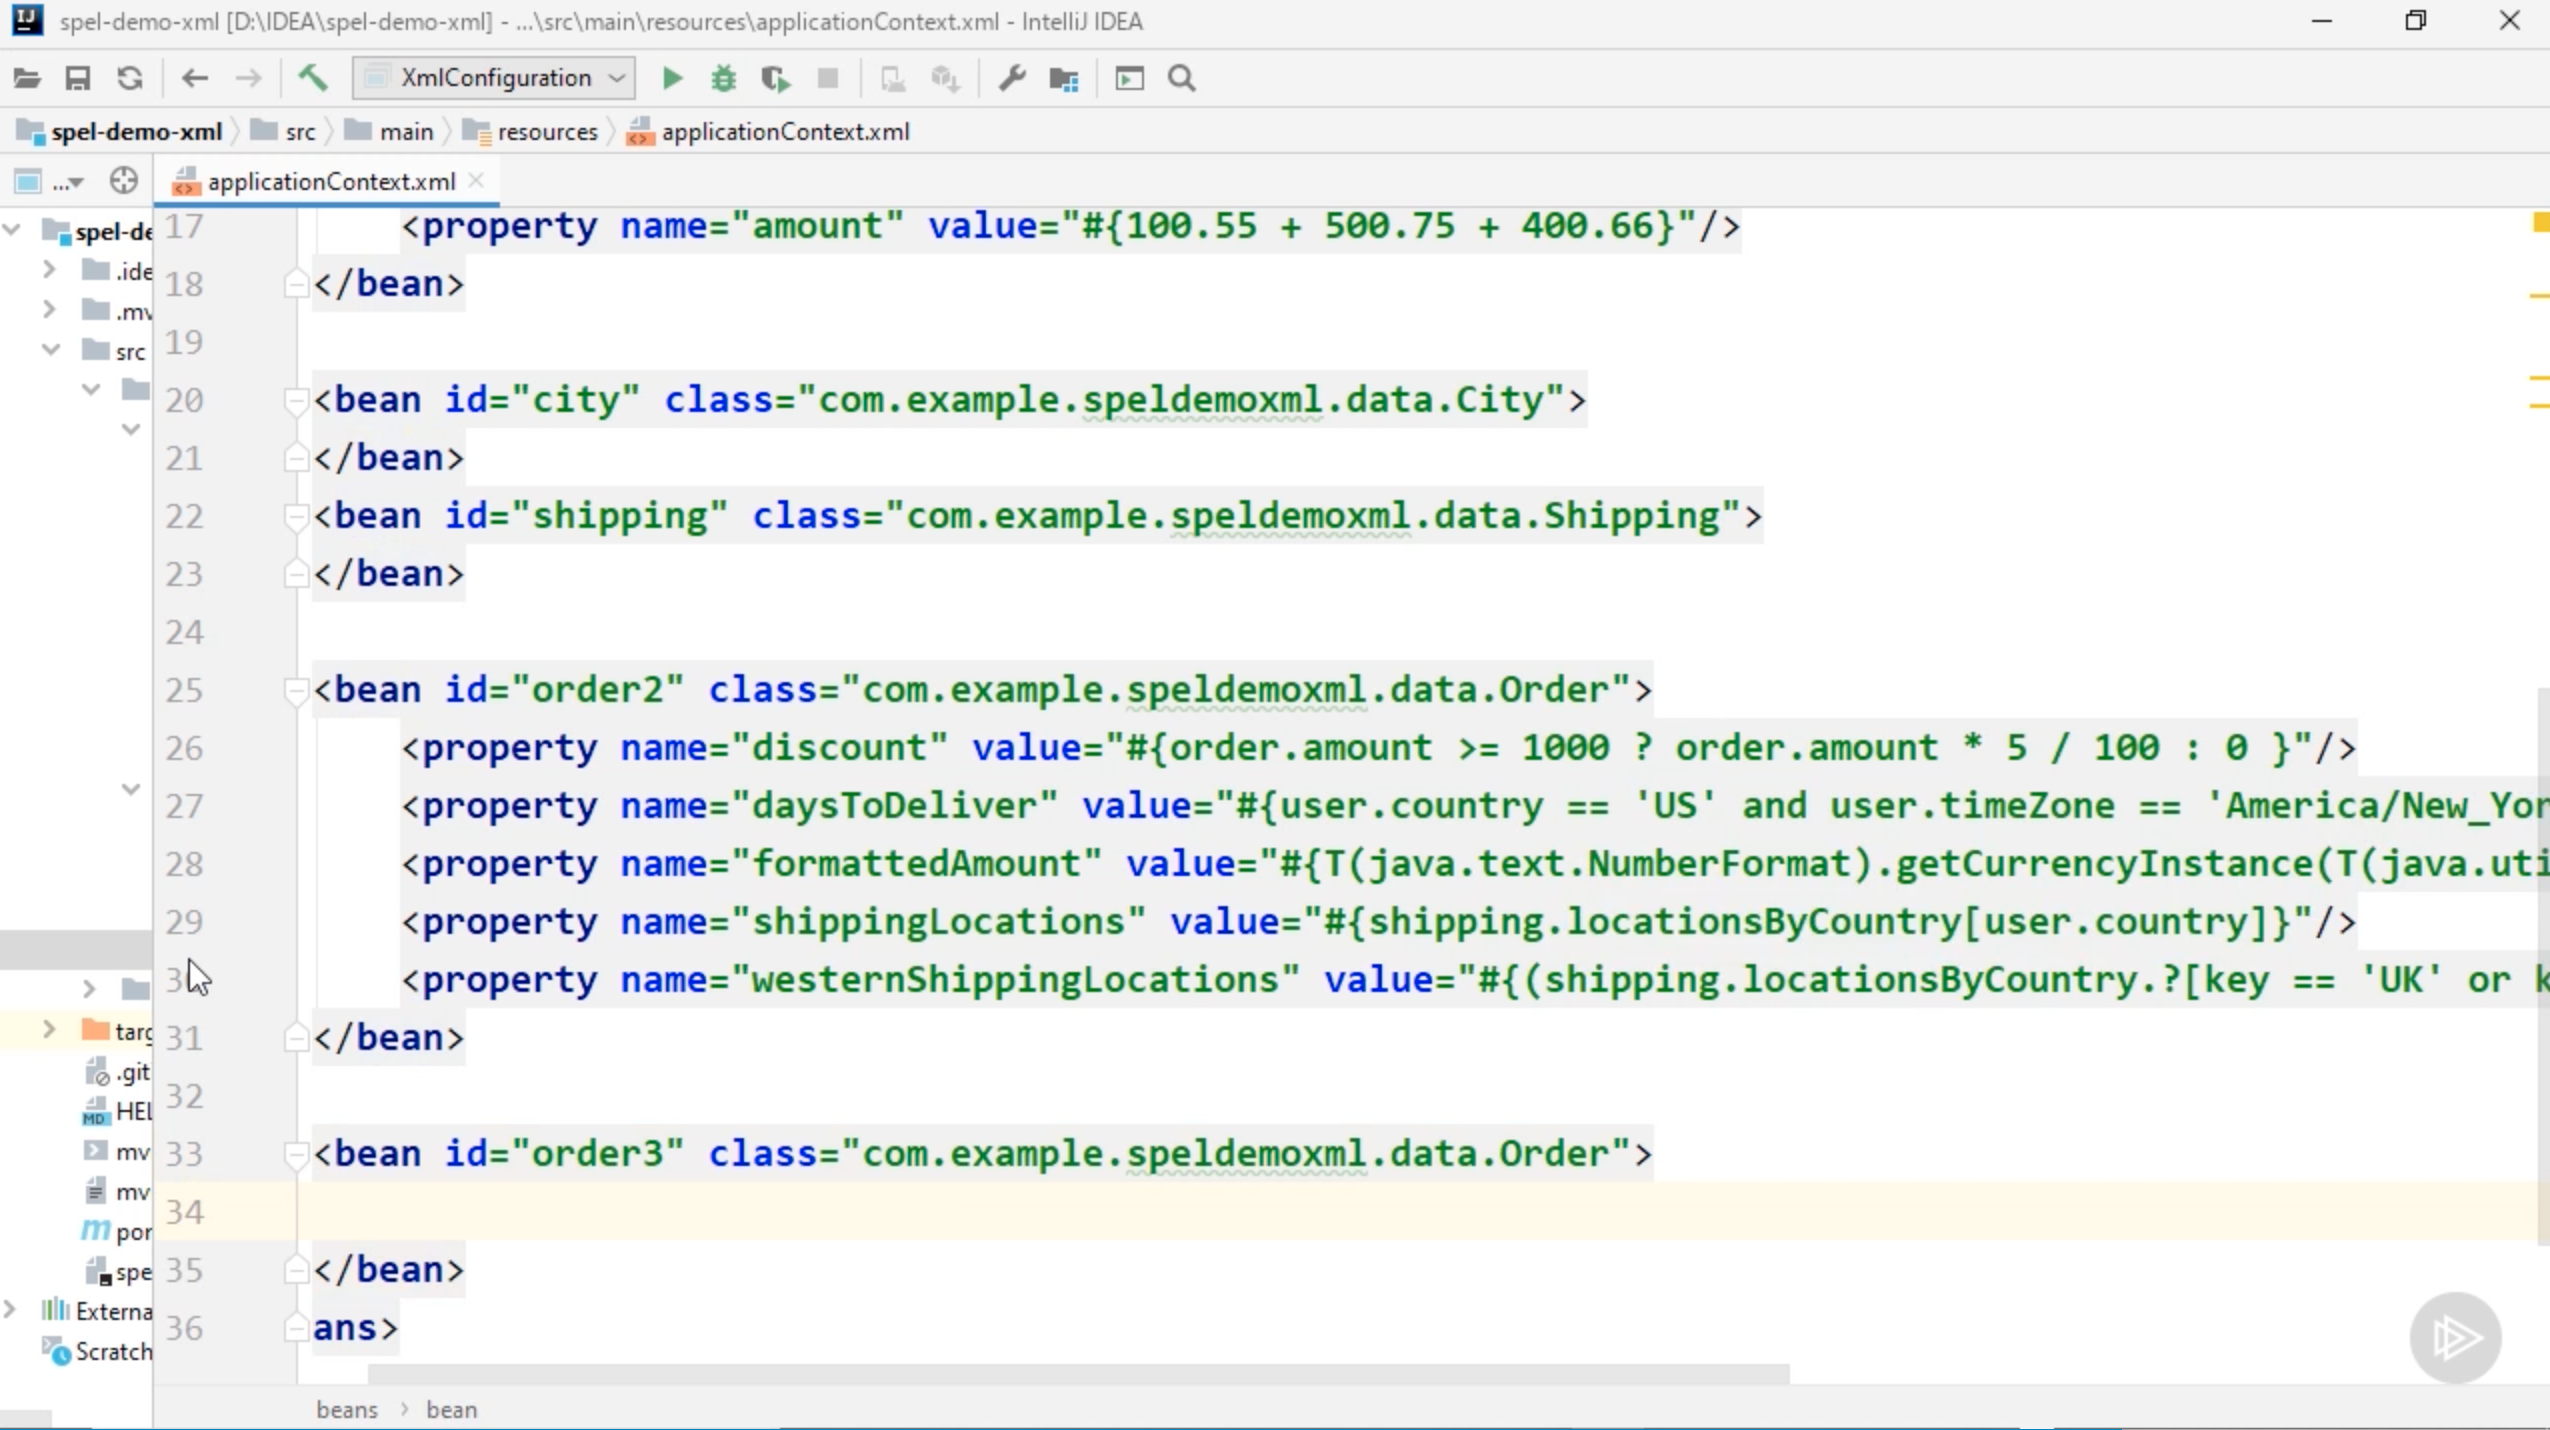 spel-demo-xml [D:\IDEA\spel-demo-xml] - ...\src\main\resources\applicationContext.xml - IntelliJ IDEA
XmlConfiguration
spel-demo-xml src main resources applicationContext.xml
... applicationContext.xml
spel-de
.ide
.mv
src
targ
.git
HEL
mv
mv
por
spe
Externa
Scratch
17 <property name="amount" value="#{100.55 + 500.75 + 400.66}"/>
18 </bean>
19
20 <bean id="city" class="com.example.speldemoxml.data.City">
21 </bean>
22 <bean id="shipping" class="com.example.speldemoxml.data.Shipping">
23 </bean>
24
25 <bean id="order2" class="com.example.speldemoxml.data.Order">
26 <property name="discount" value="#{order.amount >= 1000 ? order.amount * 5 / 100 : 0 }"/>
27 <property name="daysToDeliver" value="#{user.country == 'US' and user.timeZone == 'America/New_Yor
28 <property name="formattedAmount" value="#{T(java.text.NumberFormat).getCurrencyInstance(T(java.uti
29 <property name="shippingLocations" value="#{shipping.locationsByCountry[user.country]}"/>
30 <property name="westernShippingLocations" value="#{(shipping.locationsByCountry.?[key == 'UK' or k
31 </bean>
32
33 <bean id="order3" class="com.example.speldemoxml.data.Order">
34
35 </bean>
36 ans>
beans bean